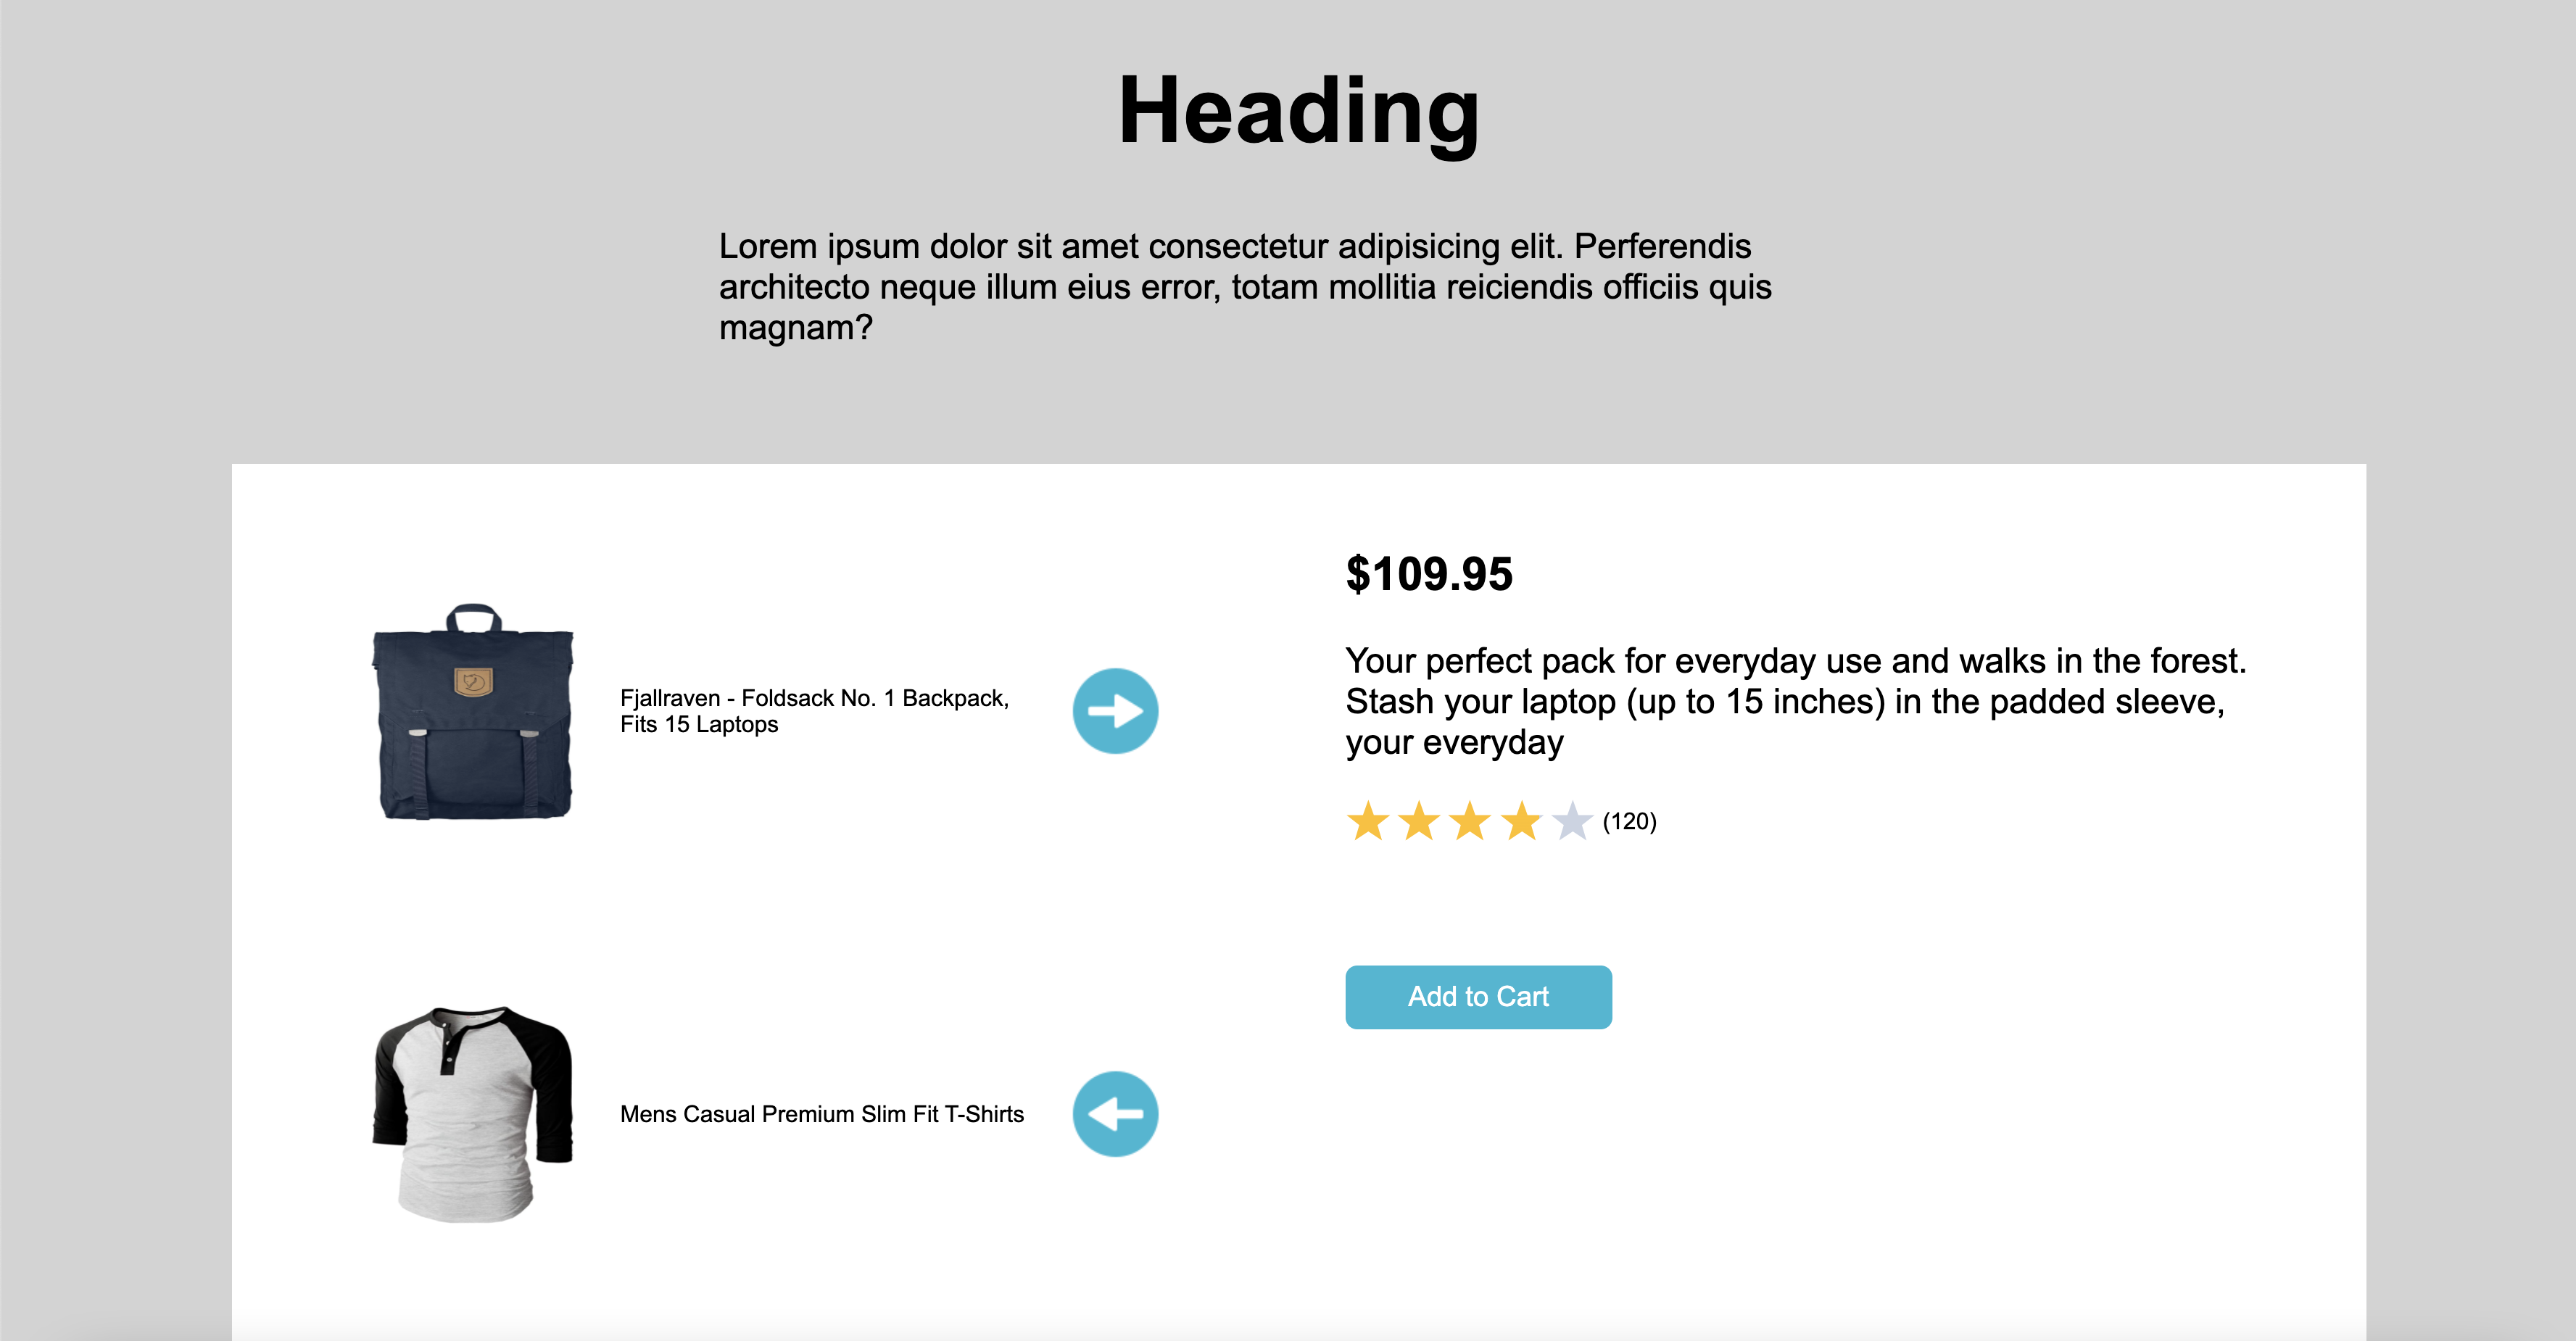 Heading
Lorem ipsum dolor sit amet consectetur adipisicing elit. Perferendis
architecto neque illum eius error, totam mollitia reiciendis officiis quis
magnam?
Fjallraven - Foldsack No. 1 Backpack,
Fits 15 Laptops
$109.95
Your perfect pack for everyday use and walks in the forest.
Stash your laptop (up to 15 inches) in the padded sleeve,
your everyday
(120)
Add to Cart
Mens Casual Premium Slim Fit T-Shirts